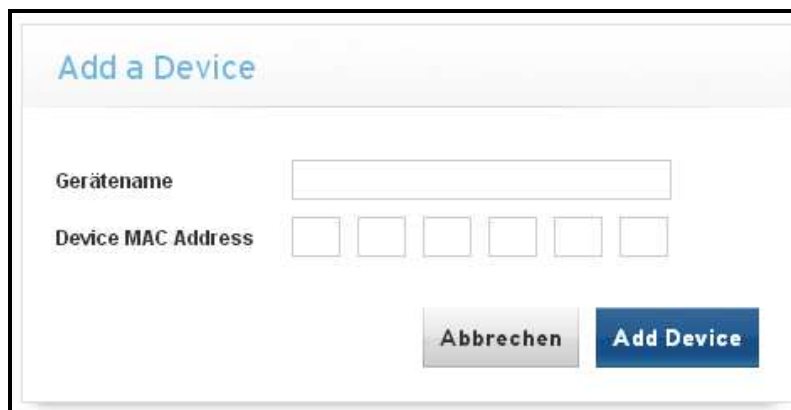 Add a Device
Gerätename
Device MAC Address
Abbrechen Add Device